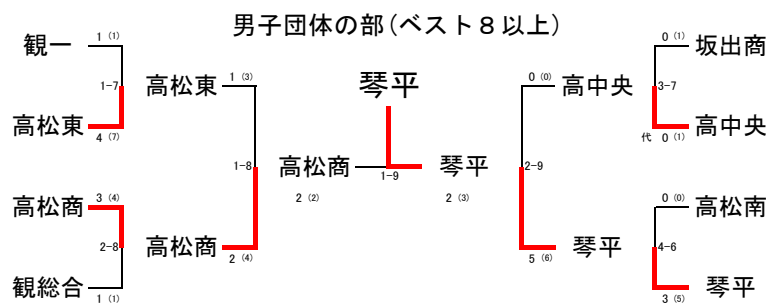 男子団体の部(ベスト8以上)
観一
1 (1)
1-7
高松東
4 (7)
高松商
3 (4)
2-8
観総合
1 (1)
高松東
1 (3)
1-8
高松商
2 (4)
高松商
2 (2)
琴平
1-9
琴平
2 (3)
0 (0)
高中央
2-9
5 (6)
琴平
0 (1)
坂出商
3-7
代 0 (1)
高中央
0 (0)
高松南
4-6
3 (5)
琴平